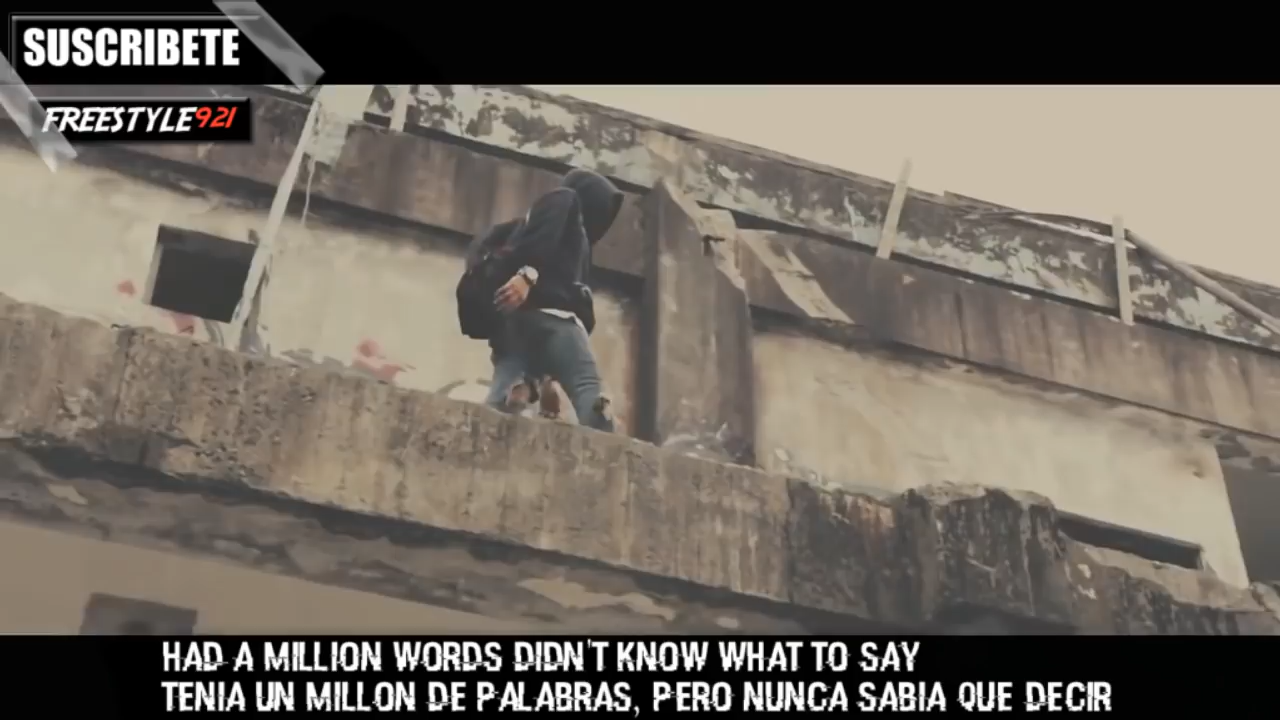 SUSCRIBETE
FREESTYLE921
HAD A MILLION WORDS DIDN'T KNOW WHAT TO SAY
TENIA UN MILLON DE PALABRAS, PERO NUNCA SABIA QUE DECIR